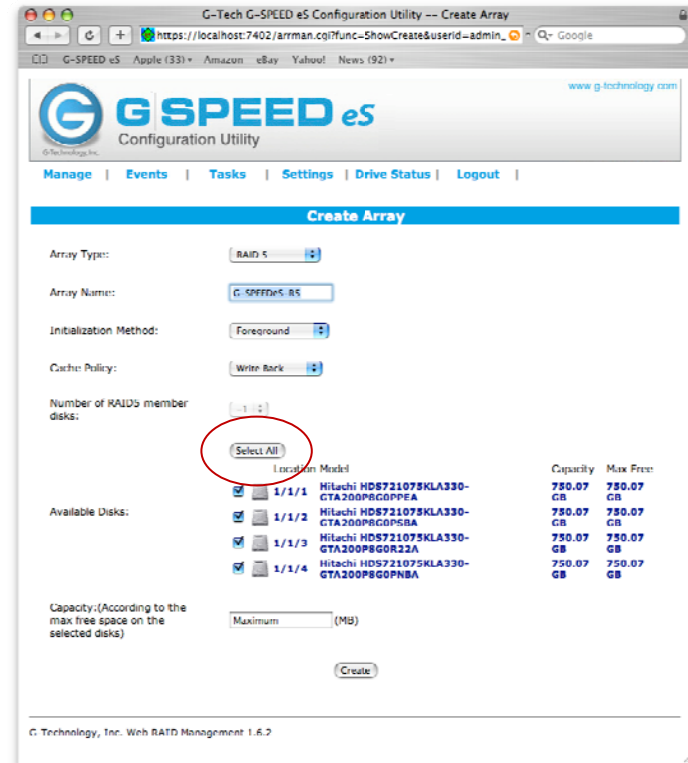 G-Tech G-SPEED eS Configuration Utility -- Create Array
https://localhost:7402/arrman.cgi?func=ShowCreate&userid=admin_
Google
G-SPEED eS Apple (33) Amazon eBay Yahoo! News (92)
www.g-technology.com
G SPEED eS
Configuration Utility
G-Technology, Inc.
Manage | Events | Tasks | Settings | Drive Status | Logout |
Create Array
Array Type: RAID 5
Array Name: G-SPEEDeS-R5
Initialization Method: Foreground
Cache Policy: Write Back
Number of RAID5 member disks: -1
Select All
Location Model Capacity Max Free
Available Disks:
1/1/1 Hitachi HDS721075KLA330-GTA200P8G0PPEA 750.07 GB 750.07 GB
1/1/2 Hitachi HDS721075KLA330-GTA200P8G0PSBA 750.07 GB 750.07 GB
1/1/3 Hitachi HDS721075KLA330-GTA200P8G0R22A 750.07 GB 750.07 GB
1/1/4 Hitachi HDS721075KLA330-GTA200P8G0PNBA 750.07 GB 750.07 GB
Capacity:(According to the max free space on the selected disks) Maximum (MB)
Create
G-Technology, Inc. Web RAID Management 1.6.2